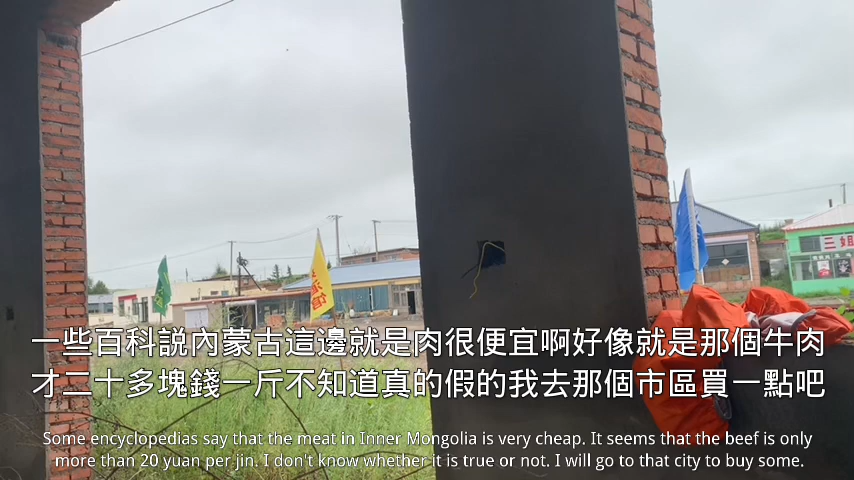 三姐
一些百科説內蒙古這邊就是肉很便宜啊好像就是那個牛肉
才二十多塊錢一斤不知道真的假的我去那個市區買一點吧
Some encyclopedias say that the meat in Inner Mongolia is very cheap. It seems that the beef is only
more than 20 yuan per jin. I don't know whether it is true or not. I will go to that city to buy some.